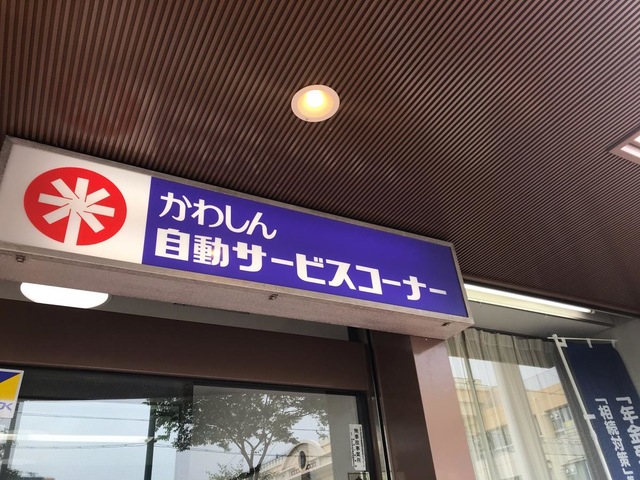 かわしん
自動サービスコーナー
「年金
「相続対策」